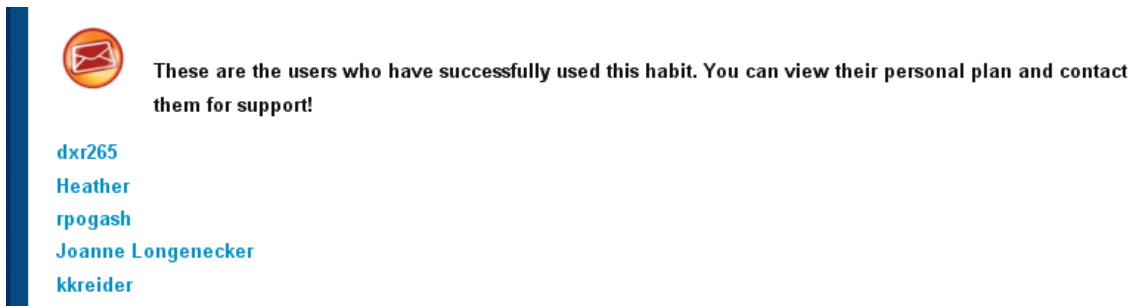 These are the users who have successfully used this habit. You can view their personal plan and contact
them for support!
dxr265
Heather
rpogash
Joanne Longenecker
kkreider